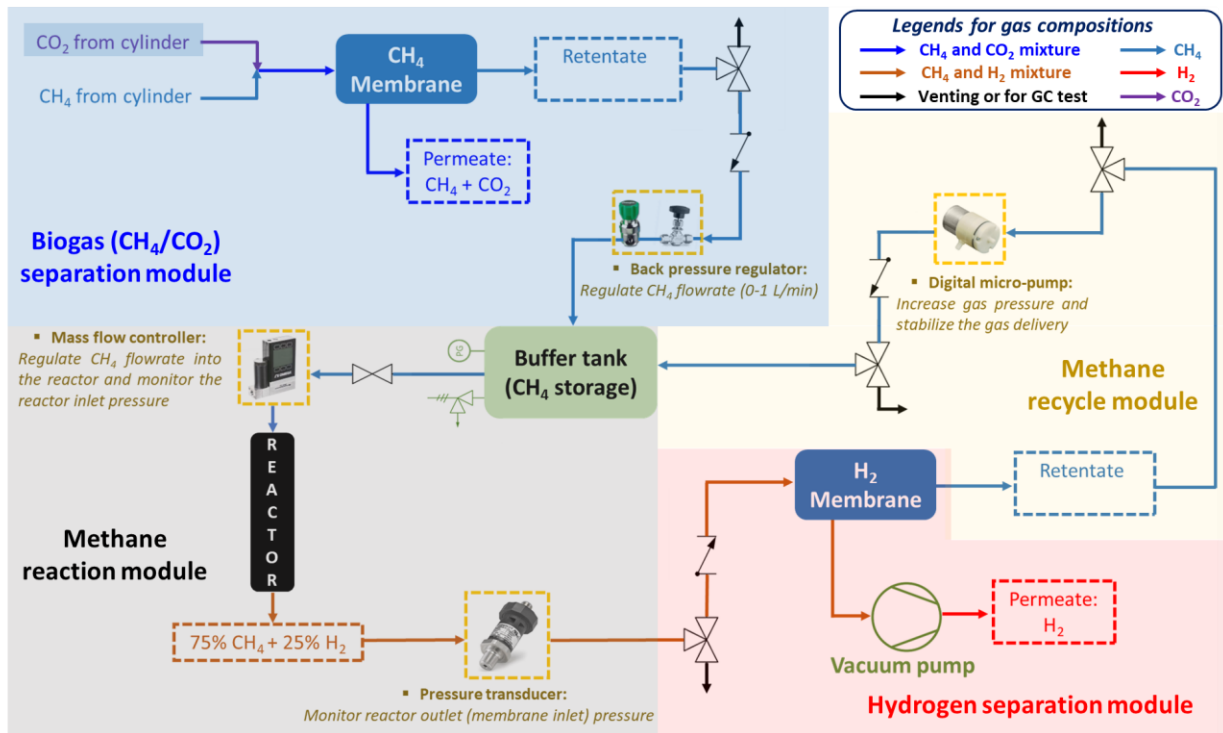 CO₂ from cylinder
CH₄ from cylinder
CH₄
Membrane
Retentate
Permeate:
CH₄ + CO₂
Biogas (CH₄/CO₂)
separation module
▪ Back pressure regulator:
Regulate CH₄ flowrate (0-1 L/min)
Legends for gas compositions
CH₄ and CO₂ mixture
CH₄
CH₄ and H₂ mixture
H₂
Venting or for GC test
CO₂
▪ Digital micro-pump:
Increase gas pressure and
stabilize the gas delivery
Methane
recycle module
▪ Mass flow controller:
Regulate CH₄ flowrate into
the reactor and monitor the
reactor inlet pressure
PG
Buffer tank
(CH₄ storage)
REACTOR
Methane
reaction module
75% CH₄ + 25% H₂
▪ Pressure transducer:
Monitor reactor outlet (membrane inlet) pressure
H₂
Membrane
Retentate
Permeate:
H₂
Vacuum pump
Hydrogen separation module